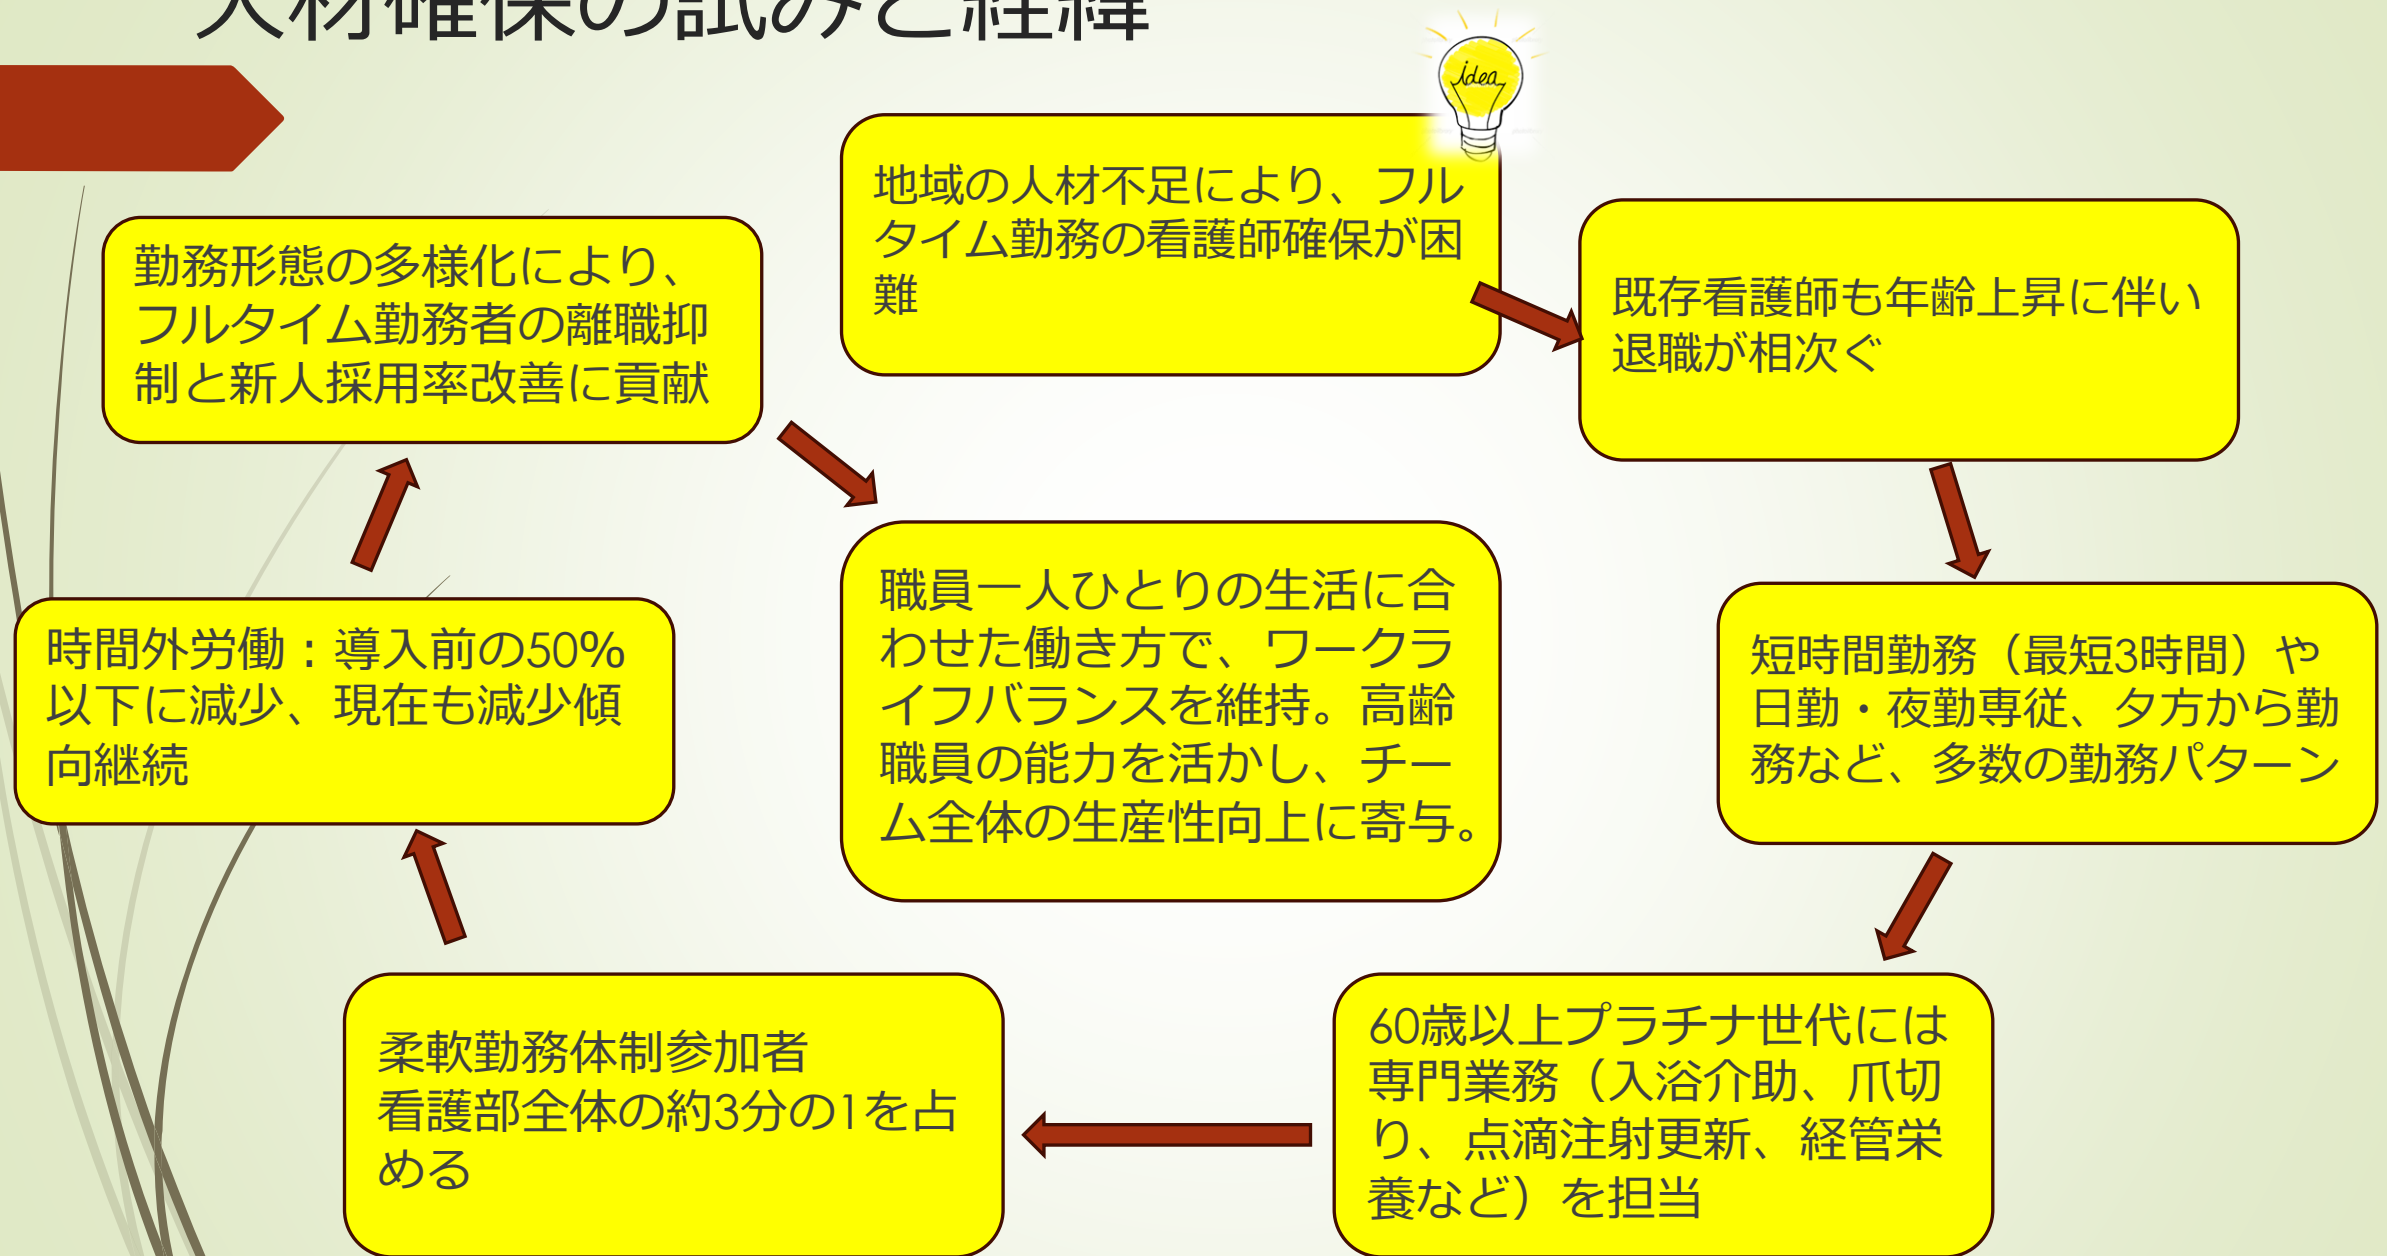 人材確保の試みと経緯
idea
地域の人材不足により、フル
タイム勤務の看護師確保が困
難
既存看護師も年齢上昇に伴い
退職が相次ぐ
短時間勤務（最短3時間）や
日勤・夜勤専従、夕方から勤
務など、多数の勤務パターン
60歳以上プラチナ世代には
専門業務（入浴介助、爪切
り、点滴注射更新、経管栄
養など）を担当
柔軟勤務体制参加者
看護部全体の約3分の1を占
める
時間外労働：導入前の50%
以下に減少、現在も減少傾
向継続
勤務形態の多様化により、
フルタイム勤務者の離職抑
制と新人採用率改善に貢献
職員一人ひとりの生活に合
わせた働き方で、ワークラ
イフバランスを維持。高齢
職員の能力を活かし、チー
ム全体の生産性向上に寄与。